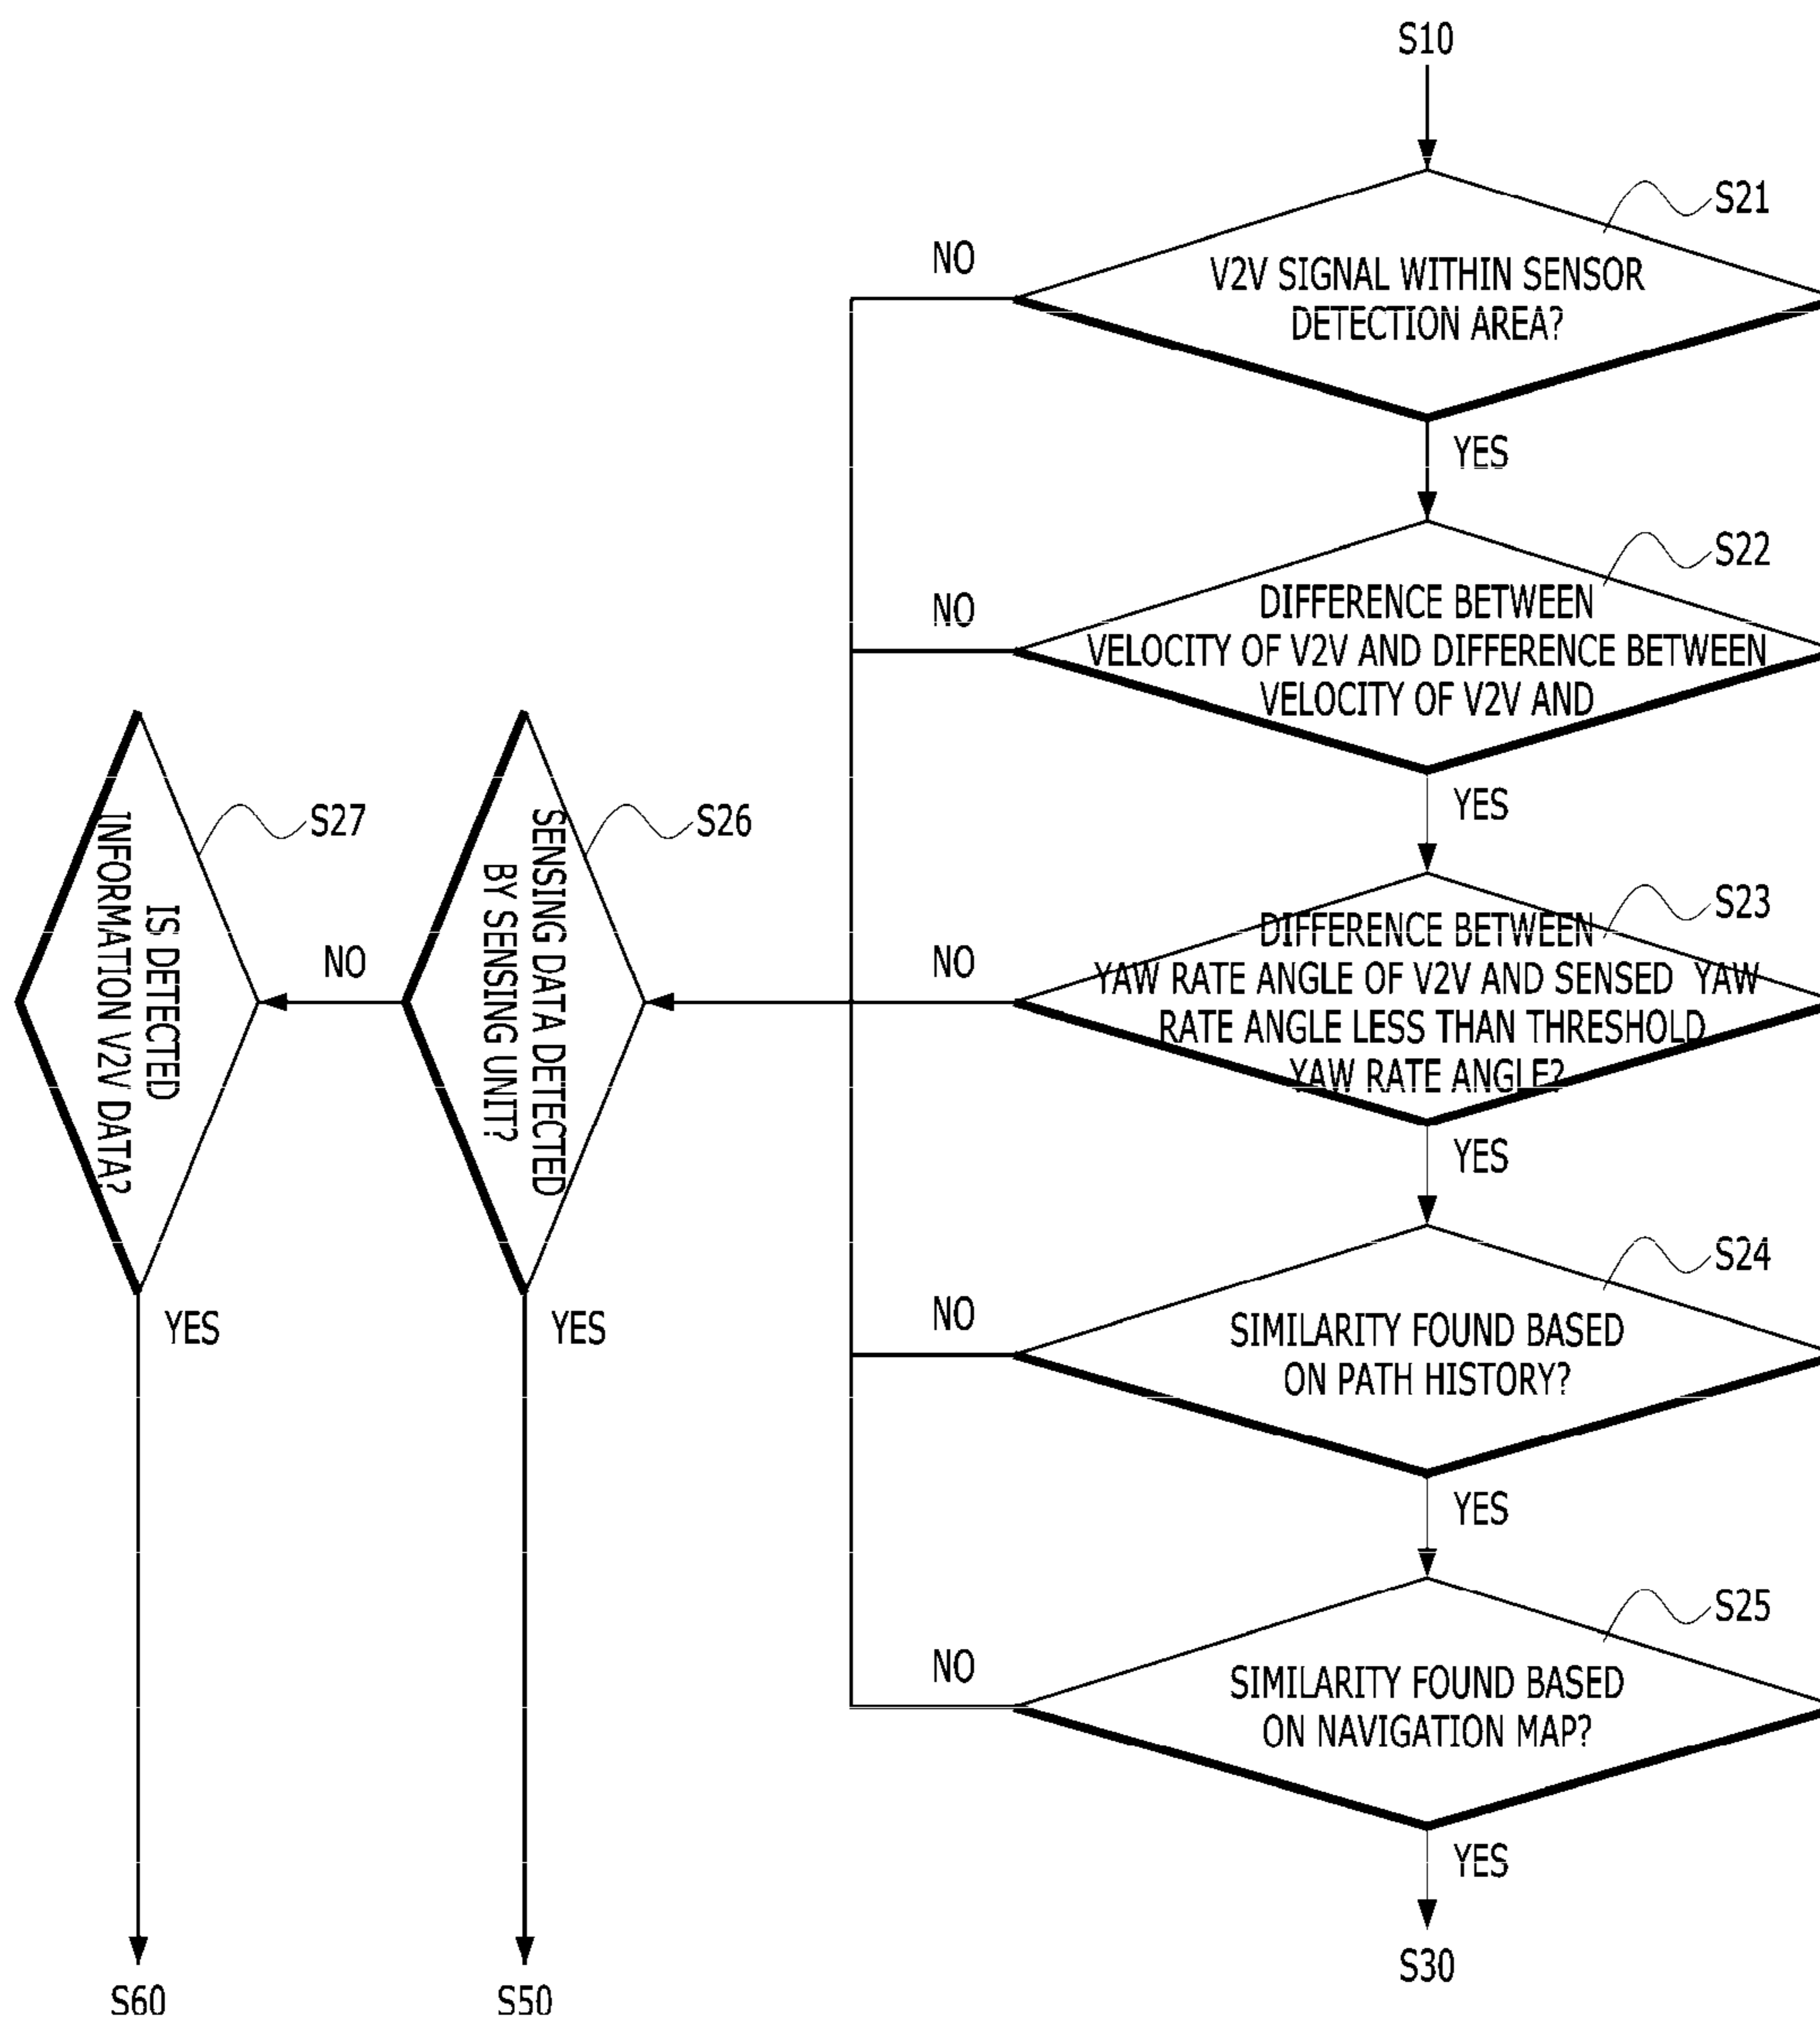 S10
S21
NO
V2V SIGNAL WITHIN SENSOR
DETECTION AREA?
YES
S22
NO
DIFFERENCE BETWEEN
VELOCITY OF V2V AND DIFFERENCE BETWEEN
VELOCITY OF V2V AND
YES
S23
NO
DIFFERENCE BETWEEN
YAW RATE ANGLE OF V2V AND SENSED YAW
RATE ANGLE LESS THAN THRESHOLD
YAW RATE ANGLE?
YES
S24
NO
SIMILARITY FOUND BASED
ON PATH HISTORY?
YES
S25
NO
SIMILARITY FOUND BASED
ON NAVIGATION MAP?
YES
S30
S26
SENSING DATA DETECTED
BY SENSING UNIT?
NO
YES
S50
S27
IS DETECTED
INFORMATION V2V DATA?
YES
S60